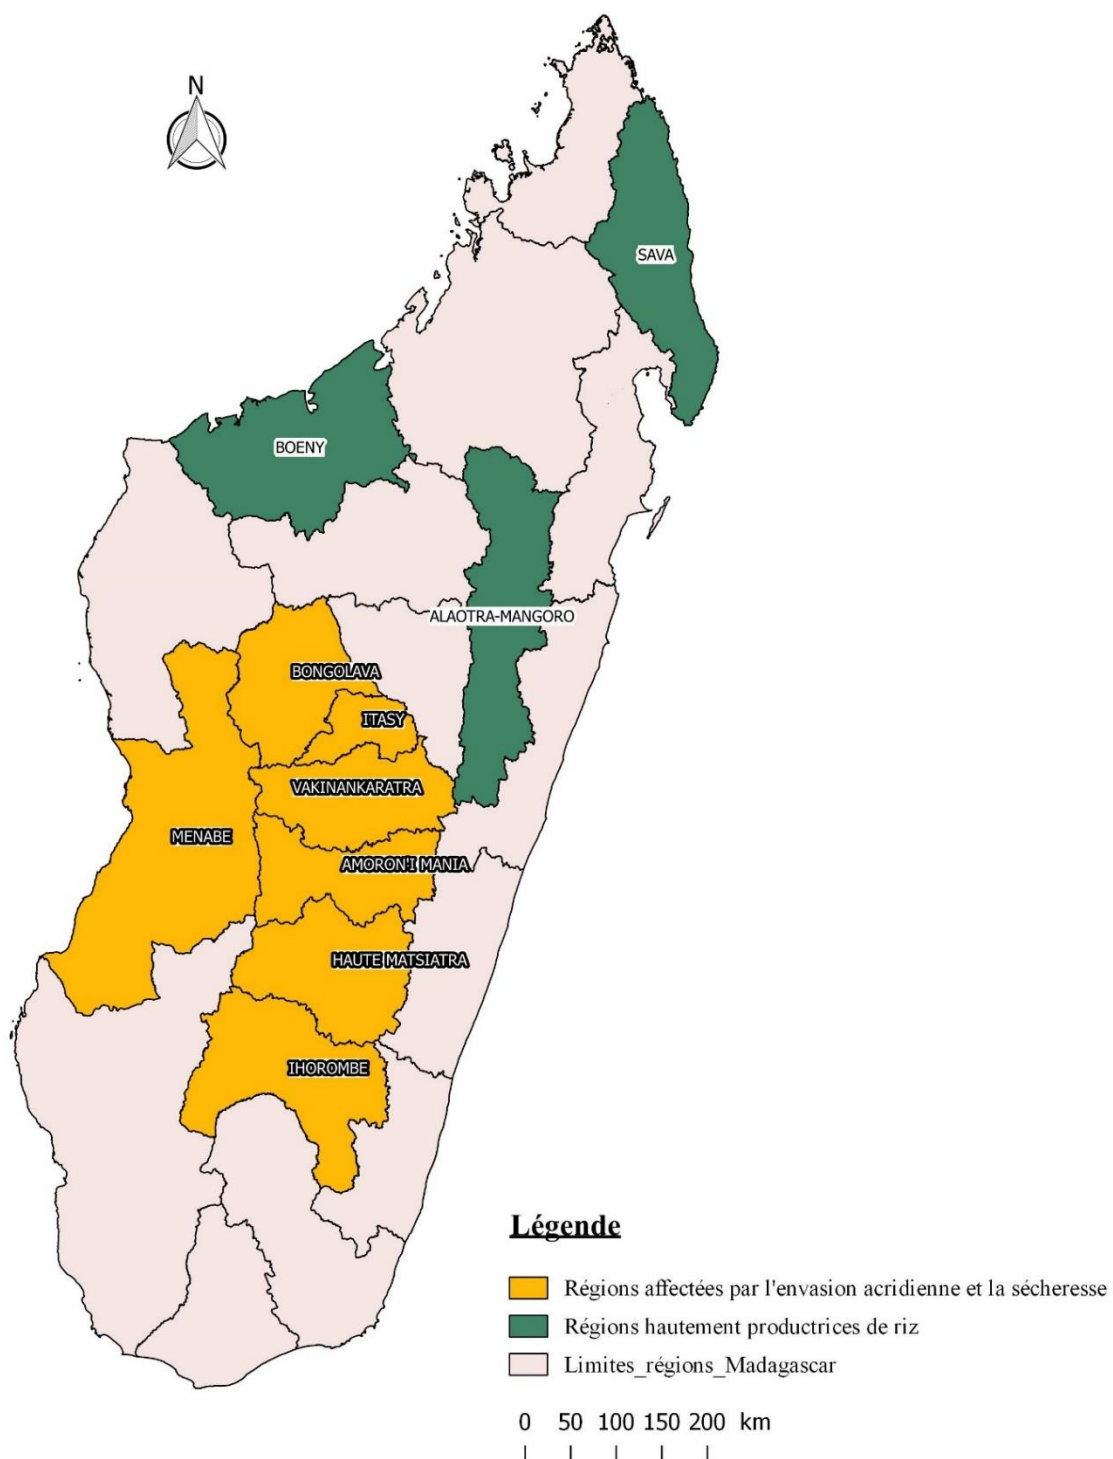 N
SAVA
BOENY
ALAOTRA-MANGORO
BONGOLAVA
ITASY
VAKINANKARATRA
MENABE
AMORON'I MANIA
HAUTE MATSIATRA
IHOROMBE
Légende
Régions affectées par l'envasion acridienne et la sécheresse
Régions hautement productrices de riz
Limites_régions_Madagascar
0 50 100 150 200 km